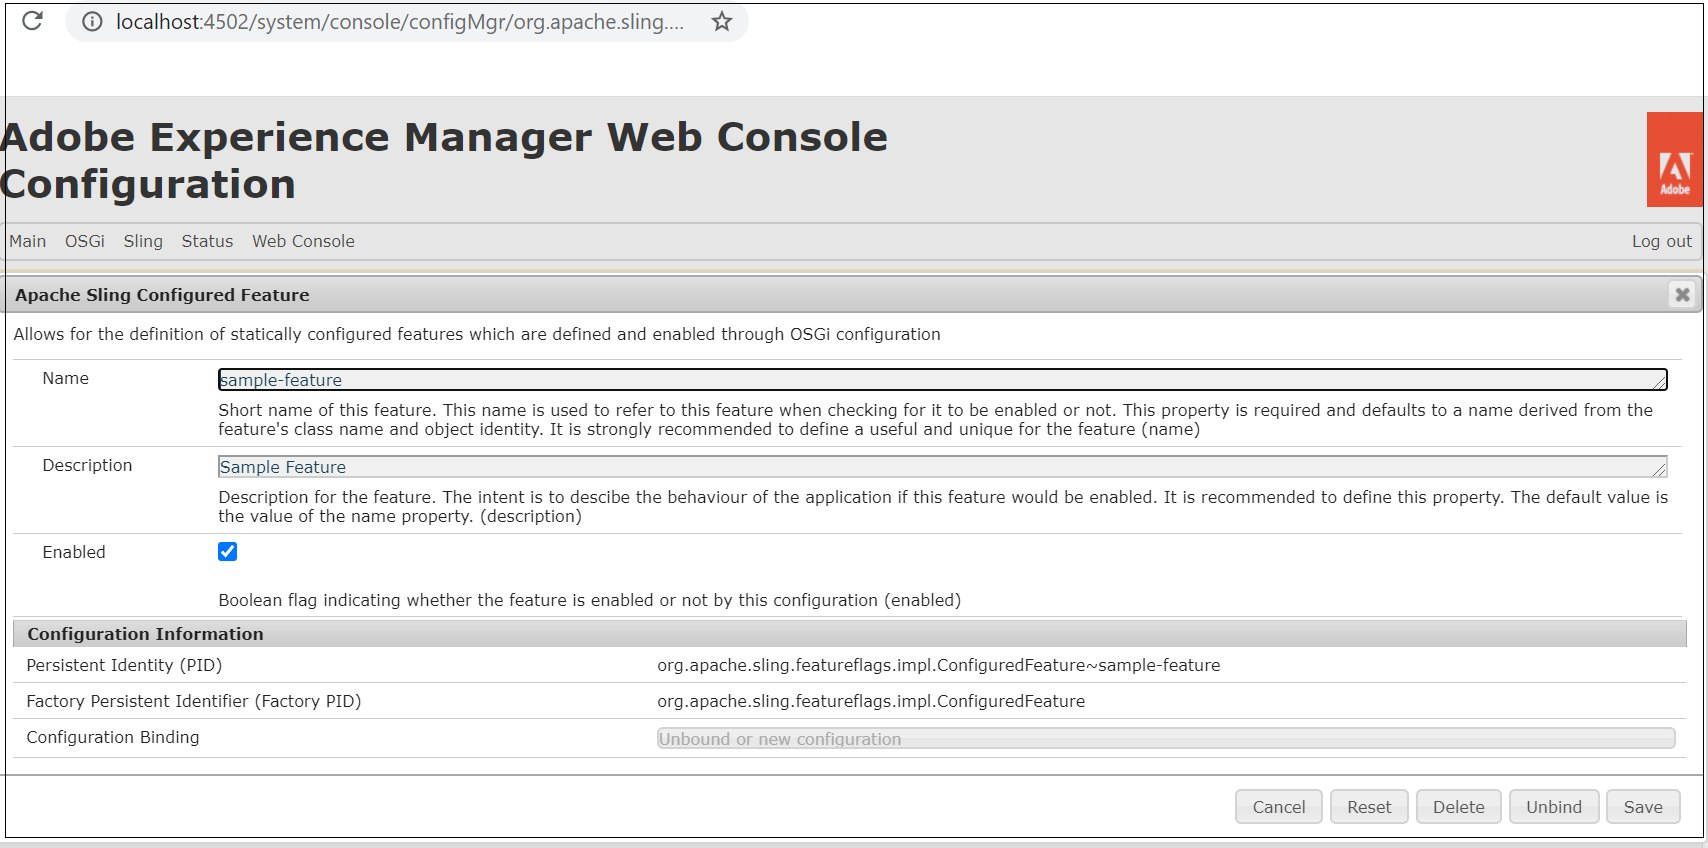 localhost:4502/system/console/configMgr/org.apache.sling....
Adobe Experience Manager Web Console
Configuration
Adobe
Main OSGi Sling Status Web Console Log out
Apache Sling Configured Feature
Allows for the definition of statically configured features which are defined and enabled through OSGi configuration
Name sample-feature
Short name of this feature. This name is used to refer to this feature when checking for it to be enabled or not. This property is required and defaults to a name derived from the
feature's class name and object identity. It is strongly recommended to define a useful and unique for the feature (name)
Description Sample Feature
Description for the feature. The intent is to descibe the behaviour of the application if this feature would be enabled. It is recommended to define this property. The default value is
the value of the name property. (description)
Enabled
Boolean flag indicating whether the feature is enabled or not by this configuration (enabled)
Configuration Information
Persistent Identity (PID) org.apache.sling.featureflags.impl.ConfiguredFeature~sample-feature
Factory Persistent Identifier (Factory PID) org.apache.sling.featureflags.impl.ConfiguredFeature
Configuration Binding Unbound or new configuration
Cancel Reset Delete Unbind Save